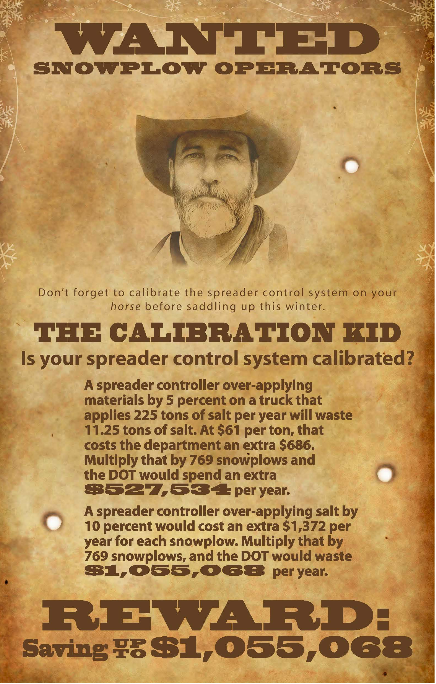 WANTED
SNOWPLOW OPERATORS
Don't forget to calibrate the spreader control system on your
horse before saddling up this winter.
THE CALIBRATION KID
Is your spreader control system calibrated?
A spreader controller over-applying
materials by 5 percent on a truck that
applies 225 tons of salt per year will waste
11.25 tons of salt. At $61 per ton, that
costs the department an extra $686.
Multiply that by 769 snowplows and
the DOT would spend an extra
$527,534 per year.
A spreader controller over-applying salt by
10 percent would cost an extra $1,372 per
year for each snowplow. Multiply that by
769 snowplows, and the DOT would waste
$1,055,068 per year.
REWARD:
Saving UP TO $1,055,068